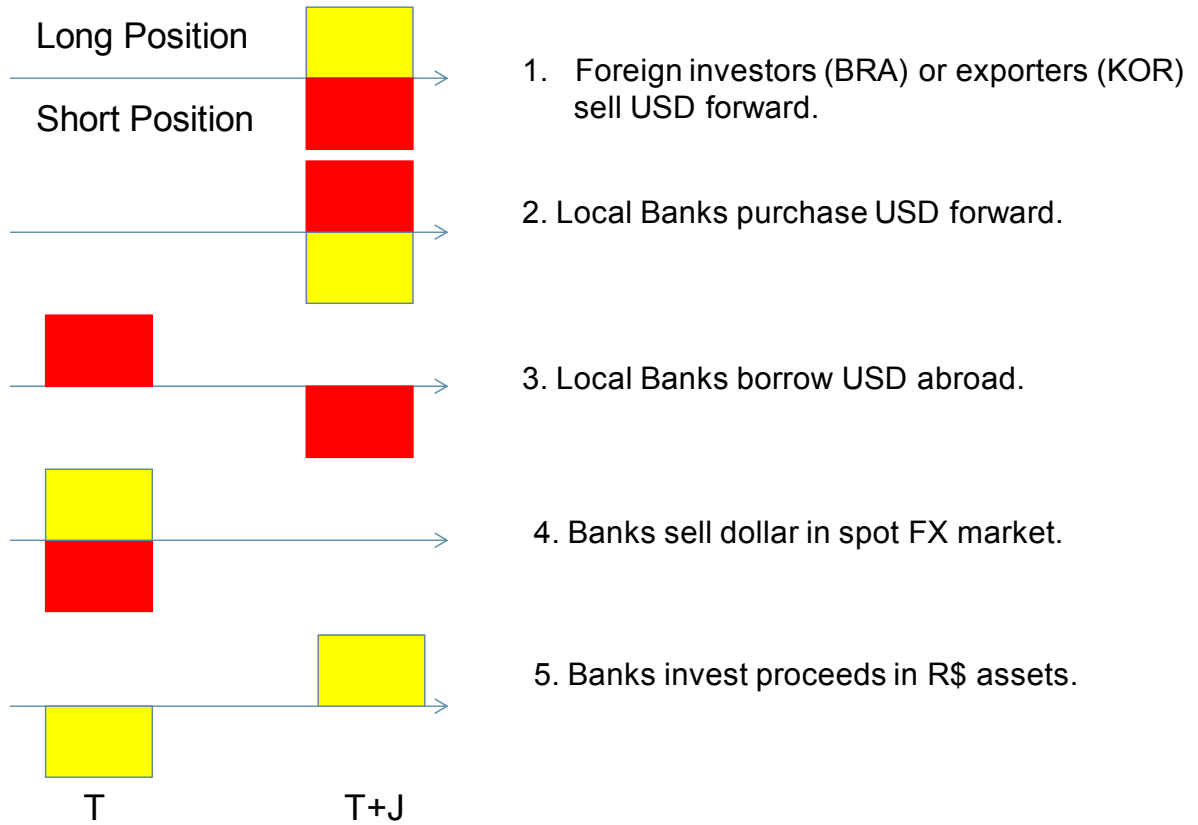 Long Position
Short Position
1. Foreign investors (BRA) or exporters (KOR)
sell USD forward.
2. Local Banks purchase USD forward.
3. Local Banks borrow USD abroad.
4. Banks sell dollar in spot FX market.
5. Banks invest proceeds in R$ assets.
T
T+J